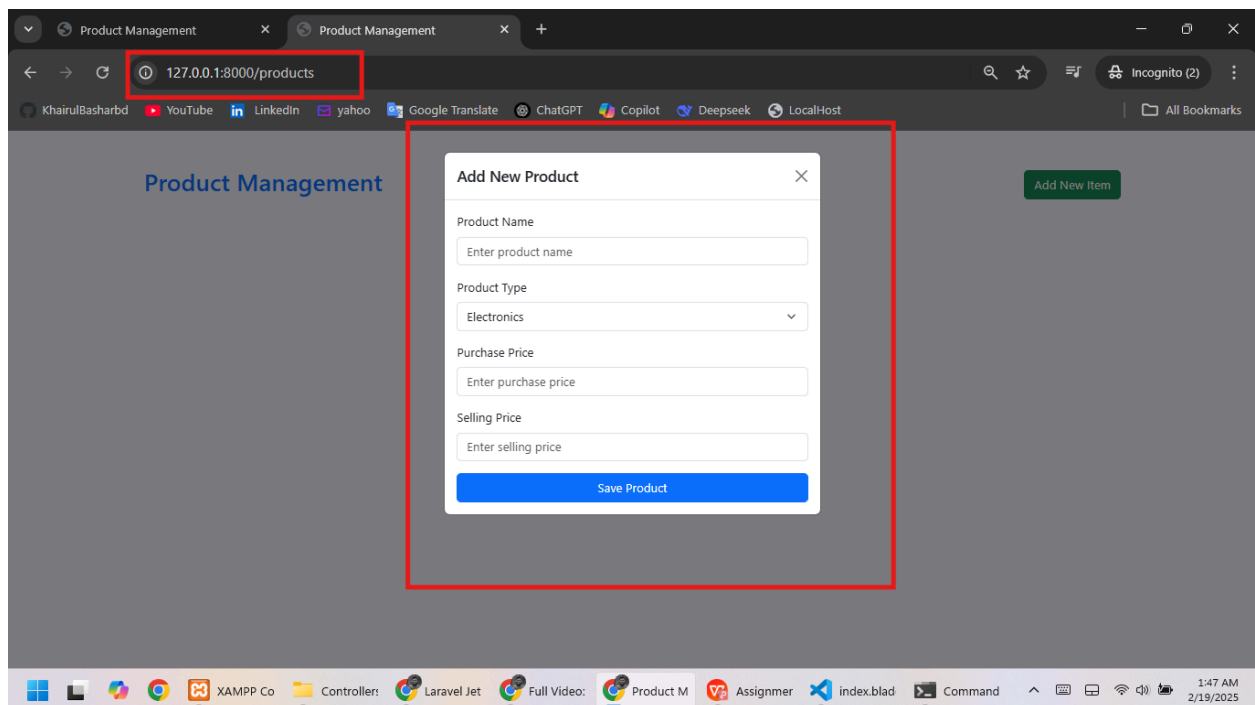 Product Management
Product Management
127.0.0.1:8000/products
Incognito (2)
KhairulBasharbd YouTube LinkedIn yahoo Google Translate ChatGPT Copilot Deepseek LocalHost All Bookmarks
Product Management
Add New Item
Add New Product
Product Name
Enter product name
Product Type
Electronics
Purchase Price
Enter purchase price
Selling Price
Enter selling price
Save Product
XAMPP Co Controllers Laravel Jet Full Video: Product M Assignmer index.blad Command
1:47 AM
2/19/2025